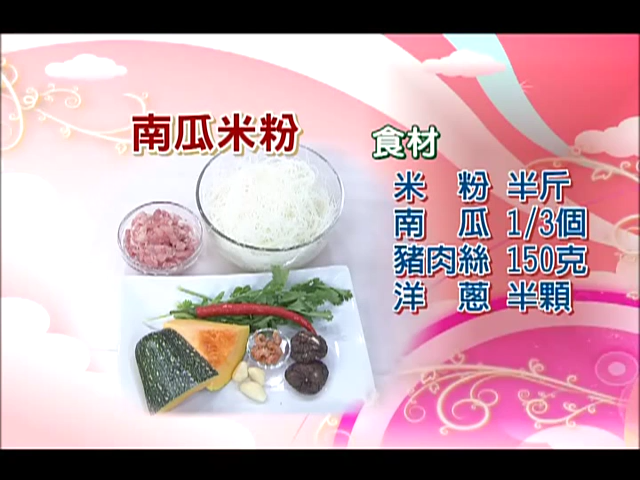 南瓜米粉
食材
米 粉 半斤
南 瓜 1/3個
豬肉絲 150克
洋 蔥 半顆